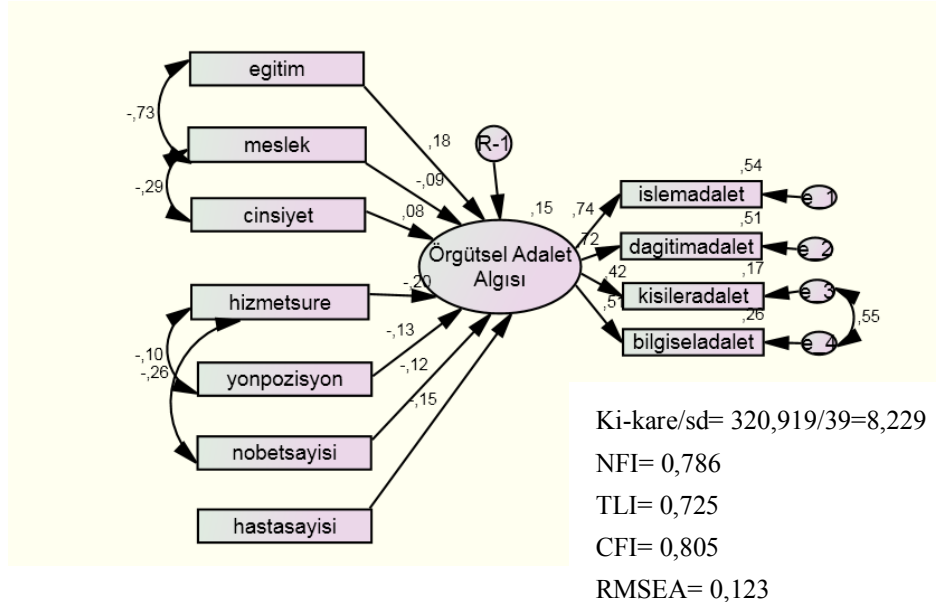 egitim
-,73
meslek
-,29
cinsiyet
hizmetsure
-,10
-,26
yonpozisyon
nobetsayisi
hastasayisi
,18
-,09
,08
-,20
-,13
-,12
-,15
R-1
,15
Örgütsel Adalet
Algısı
,74
,72
,42
,51
,54
islemadalet
e_1
,51
dagitimadalet
e_2
,17
kisileradalet
e_3
,26
bilgiseladalet
e_4
,55
Ki-kare/sd= 320,919/39=8,229
NFI= 0,786
TLI= 0,725
CFI= 0,805
RMSEA= 0,123